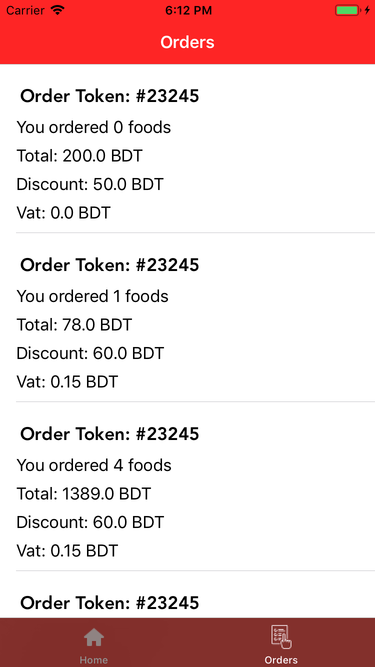 Carrier 6:12 PM
Orders
Order Token: #23245
You ordered 0 foods
Total: 200.0 BDT
Discount: 50.0 BDT
Vat: 0.0 BDT
Order Token: #23245
You ordered 1 foods
Total: 78.0 BDT
Discount: 60.0 BDT
Vat: 0.15 BDT
Order Token: #23245
You ordered 4 foods
Total: 1389.0 BDT
Discount: 60.0 BDT
Vat: 0.15 BDT
Order Token: #23245
Home Orders